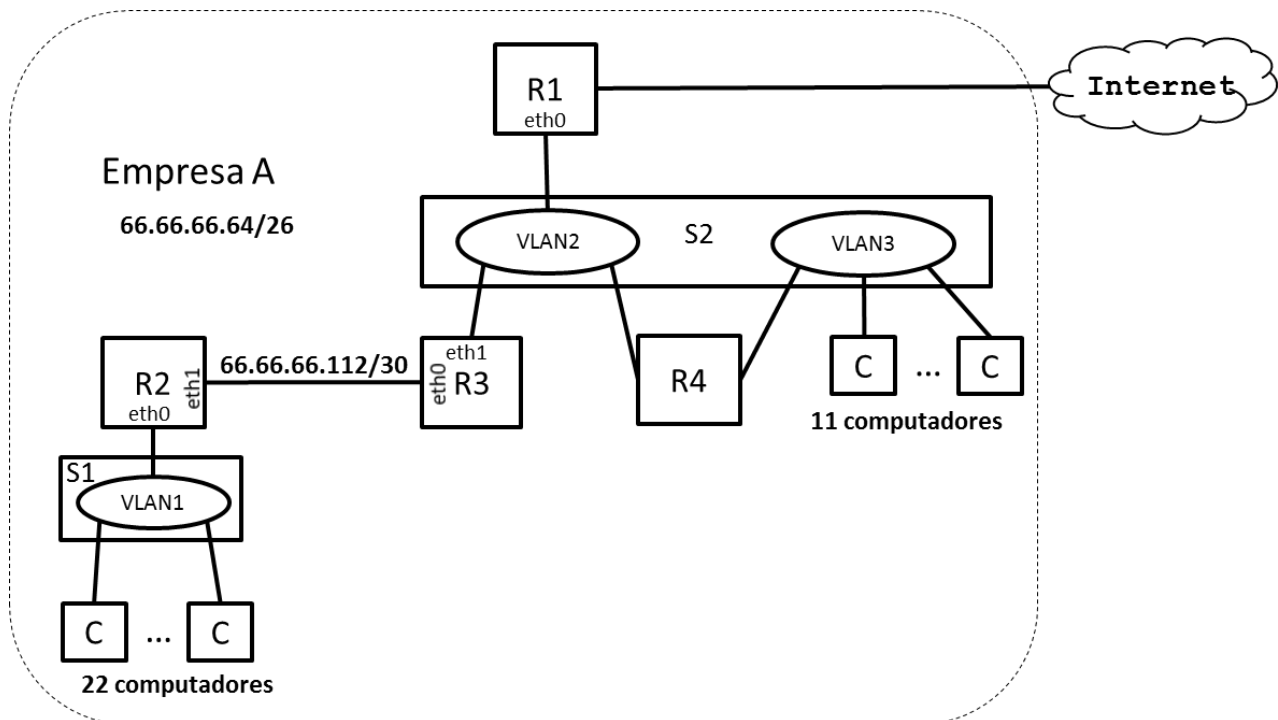 R1
eth0
Internet
Empresa A
66.66.66.64/26
VLAN2
S2
VLAN3
R2
eth0
eth1
66.66.66.112/30
eth1
eth0
R3
R4
C
...
C
11 computadores
S1
VLAN1
C
...
C
22 computadores